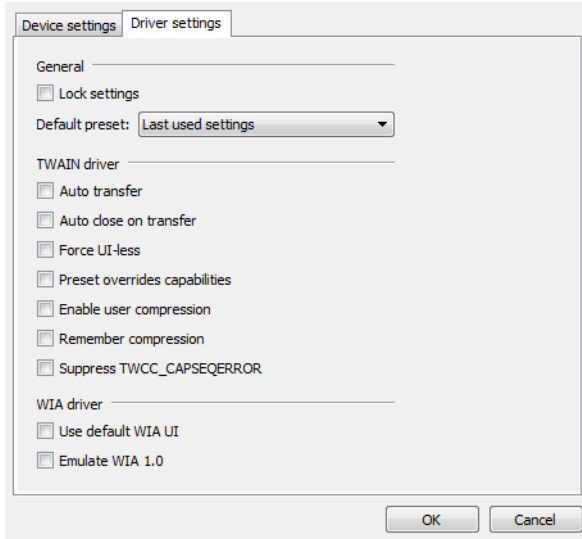 Device settings Driver settings
General
Lock settings
Default preset: Last used settings
TWAIN driver
Auto transfer
Auto close on transfer
Force UI-less
Preset overrides capabilities
Enable user compression
Remember compression
Suppress TWCC_CAPSEQERROR
WIA driver
Use default WIA UI
Emulate WIA 1.0
OK Cancel